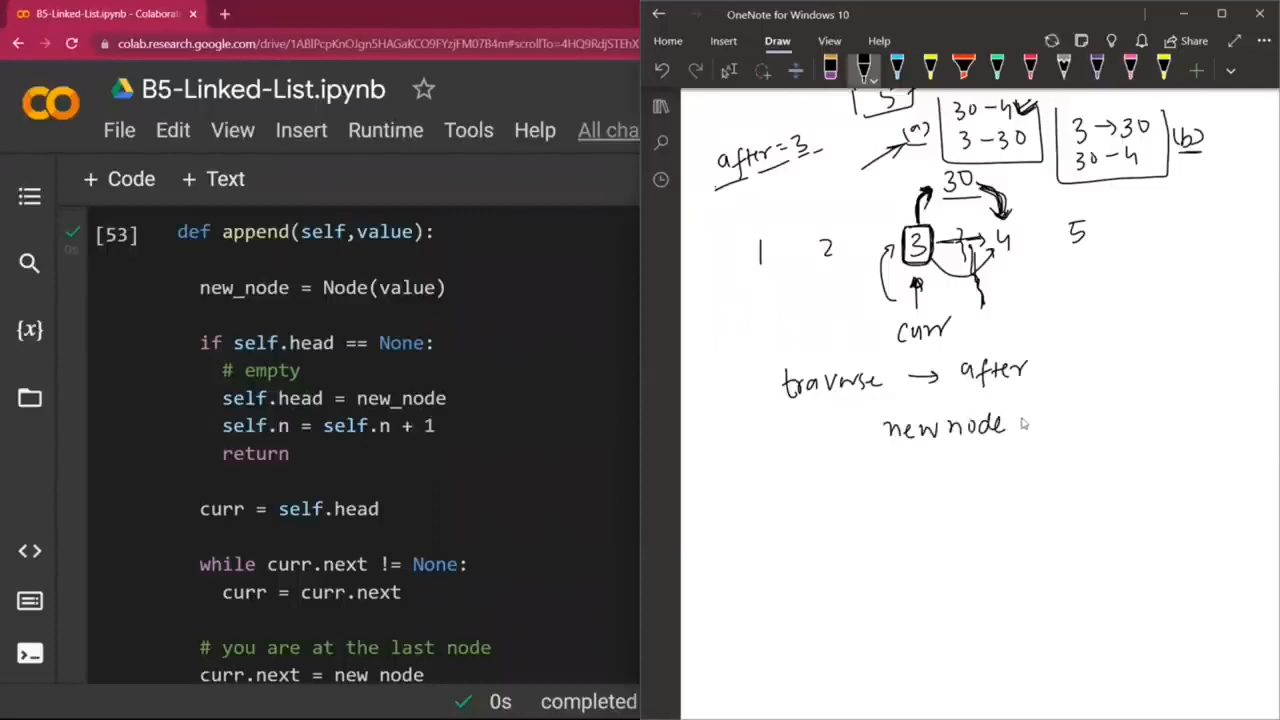 B5-Linked-List.ipynb - Colaborat
colab.research.google.com/drive/1ABlPcpKnOJgn5HAGaKCO9FYzjFM07B4m#scrollTo=4HQ9RdjSTEhX
B5-Linked-List.ipynb
File Edit View Insert Runtime Tools Help All cha
+ Code + Text
[53] def append(self,value):
0s
new_node = Node(value)
if self.head == None:
# empty
self.head = new_node
self.n = self.n + 1
return
curr = self.head
while curr.next != None:
curr = curr.next
# you are at the last node
curr.next = new_node
0s completed
OneNote for Windows 10
Home Insert Draw View Help Share
5
30 - 4
3 - 30
(a)
3 → 30
30 - 4
(b)
after = 3
30
1 2 3 4 5
curr
traverse → after
new node